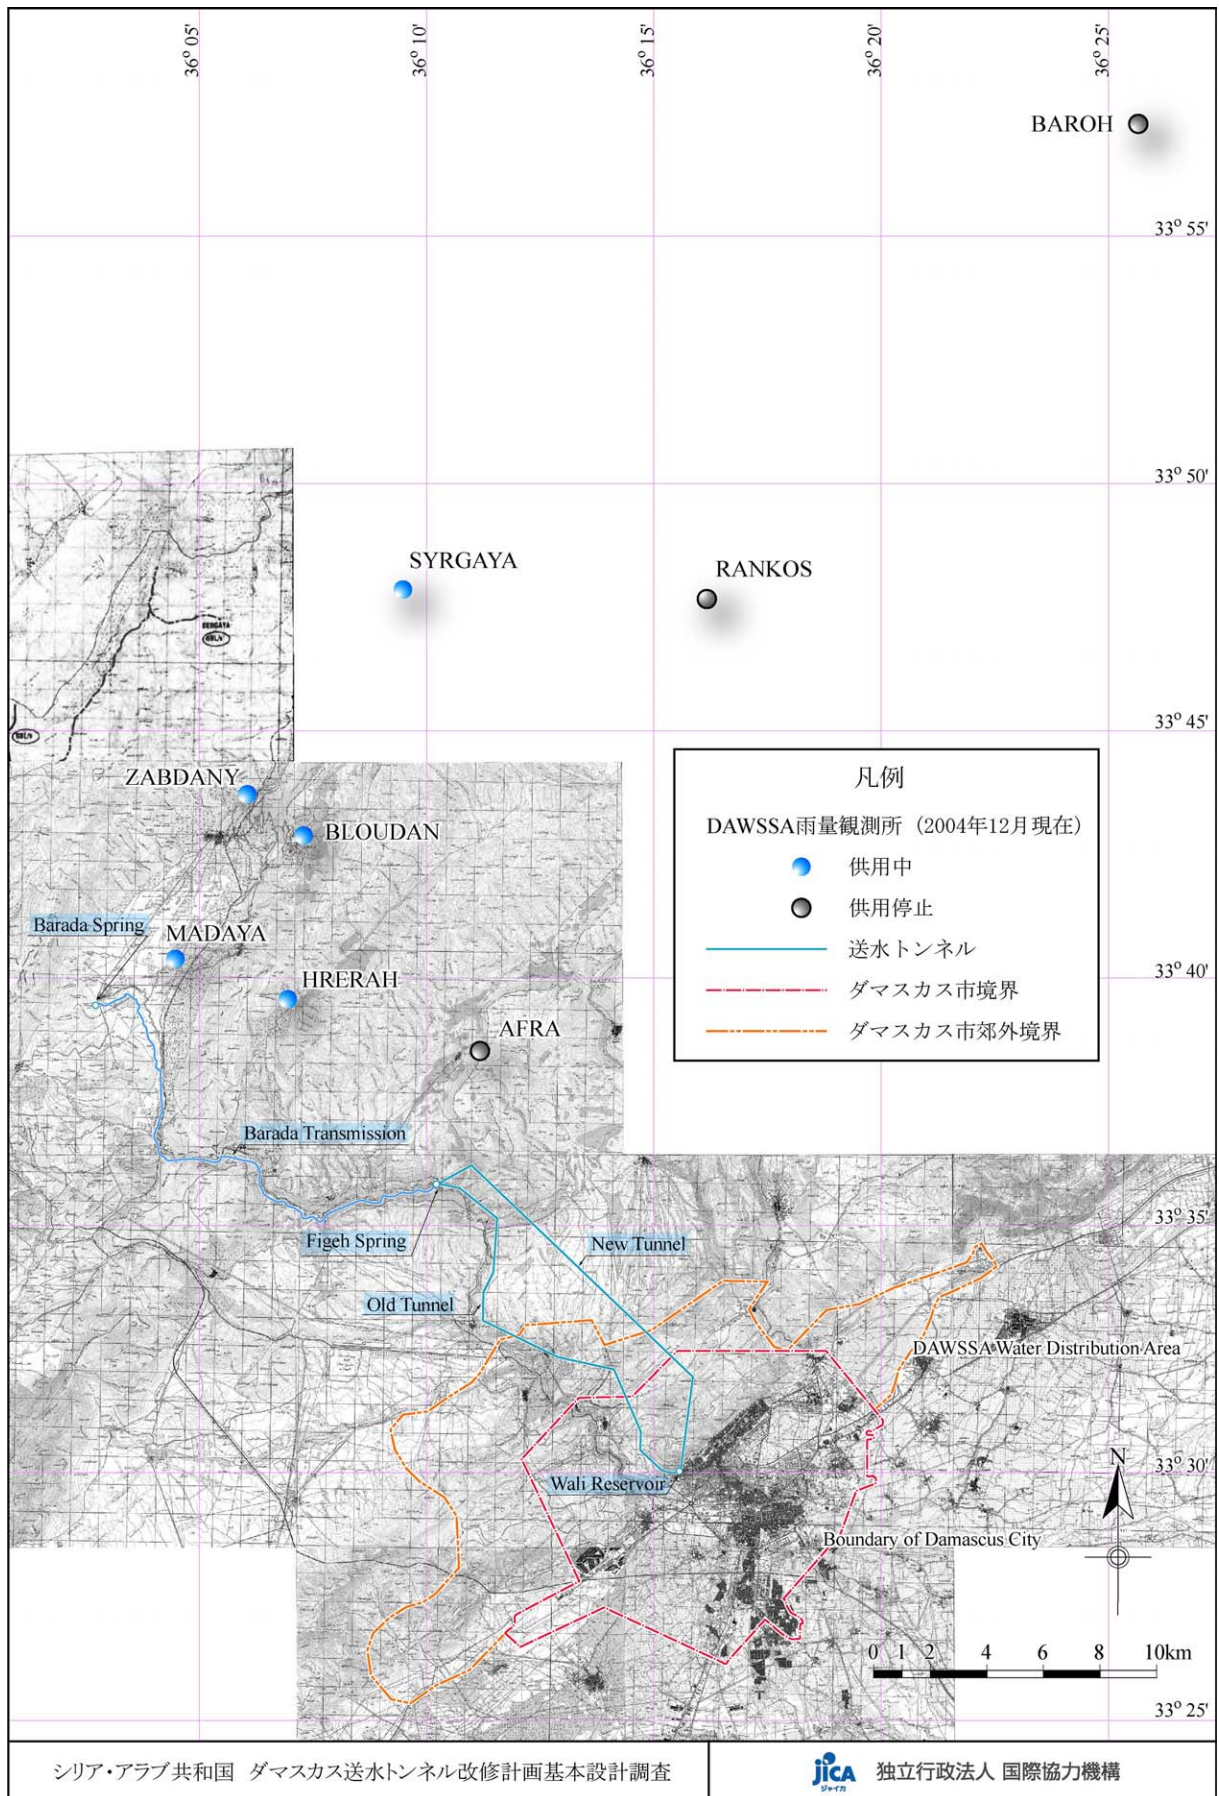 36° 05'
36° 10'
36° 15'
36° 20'
36° 25'
BAROH
33° 55'
33° 50'
SYRGAYA
RANKOS
SERGAYA
33° 45'
ZABDANY
BLOUDAN
凡例
DAWSSA雨量観測所（2004年12月現在）
供用中
供用停止
送水トンネル
ダマスカス市境界
ダマスカス市郊外境界
Barada Spring
MADAYA
HRERAH
33° 40'
AFRA
Barada Transmission
33° 35'
Figeh Spring
New Tunnel
Old Tunnel
DAWSSA Water Distribution Area
N
33° 30'
Wali Reservoir
Boundary of Damascus City
0 1 2 4 6 8 10km
33° 25'
シリア・アラブ共和国 ダマスカス送水トンネル改修計画基本設計調査
jICA
ジャイカ
独立行政法人 国際協力機構